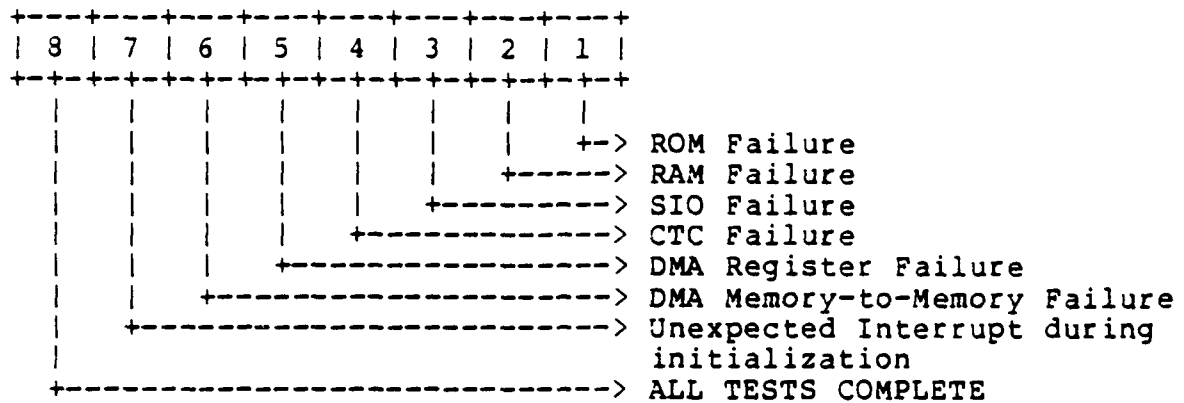 +---+---+---+---+---+---+---+---+
| 8 | 7 | 6 | 5 | 4 | 3 | 2 | 1 |
+-+-+-+-+-+-+-+-+-+-+-+-+-+-+-+-+
  |   |   |   |   |   |   |   |
  |   |   |   |   |   |   |   +-> ROM Failure
  |   |   |   |   |   |   +-----> RAM Failure
  |   |   |   |   |   +---------> SIO Failure
  |   |   |   |   +-------------> CTC Failure
  |   |   |   +-----------------> DMA Register Failure
  |   |   +---------------------> DMA Memory-to-Memory Failure
  |   +-------------------------> Unexpected Interrupt during
  |                               initialization
  +-----------------------------> ALL TESTS COMPLETE